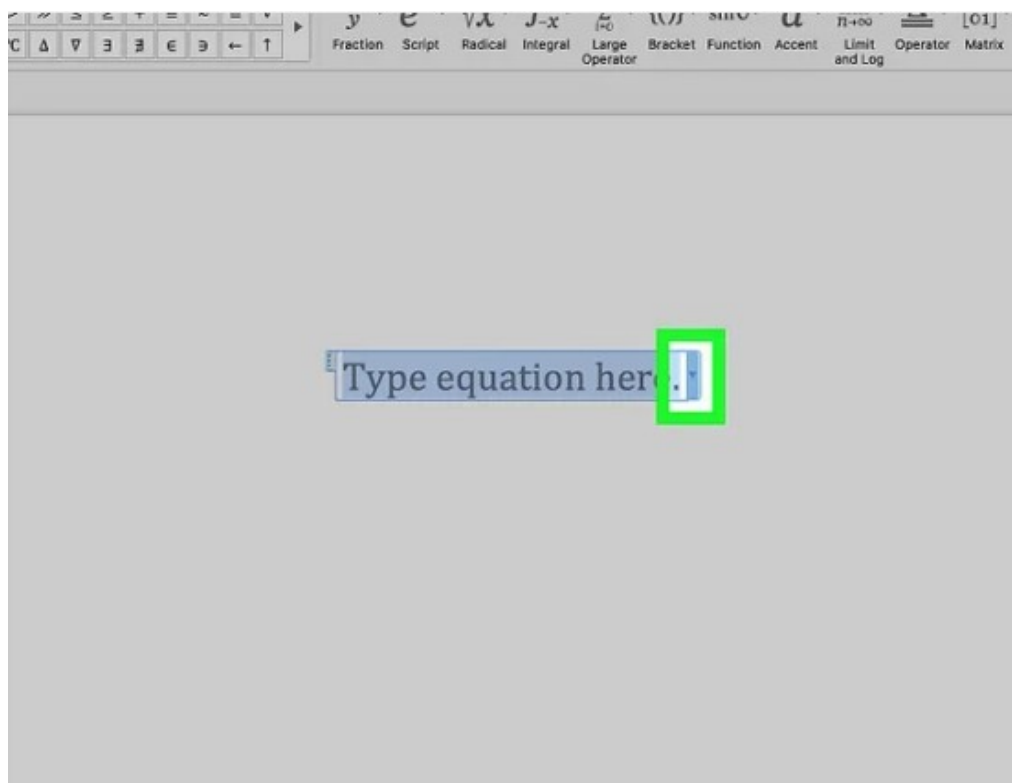 ℃ Δ ∇ ∃ ∄ ∈ ∋ ← ↑
Fraction Script Radical Integral Large Operator Bracket Function Accent Limit and Log Operator Matrix
Type equation here.